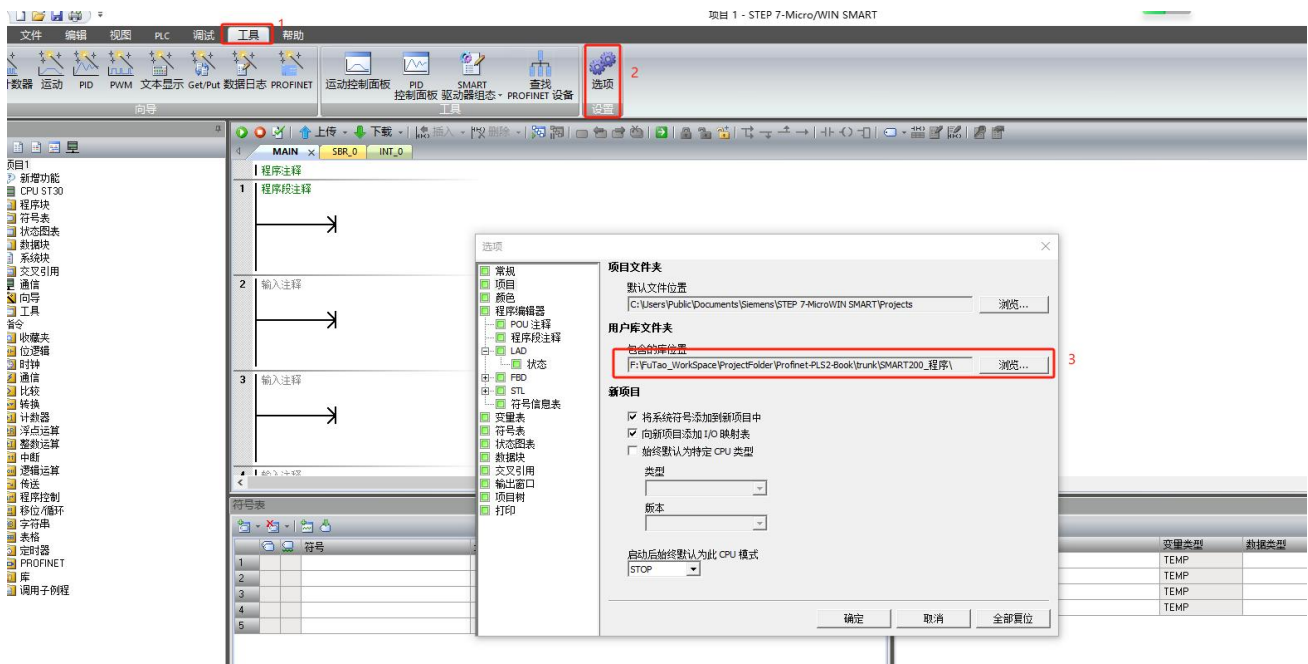 项目 1 - STEP 7-Micro/WIN SMART
1
文件 编辑 视图 PLC 调试 工具 帮助
计数器 运动 PID PWM 文本显示 Get/Put 数据日志 PROFINET 运动控制面板 PID 控制面板 SMART 驱动器组态 查找 PROFINET 设备 选项
2
向导 工具 设置
上传 下载 插入 删除
MAIN SBR_0 INT_0
程序注释
1 程序段注释
2 输入注释
3 输入注释
项目1
新增功能
CPU ST30
程序块
符号表
状态图表
数据块
系统块
交叉引用
通信
向导
工具
指令
收藏夹
位逻辑
时钟
通信
比较
转换
计数器
浮点运算
整数运算
中断
逻辑运算
传送
程序控制
移位/循环
字符串
表格
定时器
PROFINET
库
调用子例程
选项
常规
项目
颜色
程序编辑器
POU 注释
程序段注释
LAD
状态
FBD
STL
符号信息表
变量表
符号表
状态图表
数据块
交叉引用
输出窗口
项目树
打印
项目文件夹
默认文件位置
C:\Users\Public\Documents\Siemens\STEP 7-MicroWIN SMART\Projects 浏览...
用户库文件夹
包含的库位置
F:\FuTao_WorkSpace\ProjectFolder\Profinet-PLS2-Book\trunk\SMART200_程序\ 浏览...
3
新项目
将系统符号添加到新项目中
向新项目添加 I/O 映射表
始终默认为特定 CPU 类型
类型
版本
启动后始终默认为此 CPU 模式
STOP
确定 取消 全部复位
符号表
符号
1
2
3
4
5
变量类型 数据类型
TEMP
TEMP
TEMP
TEMP